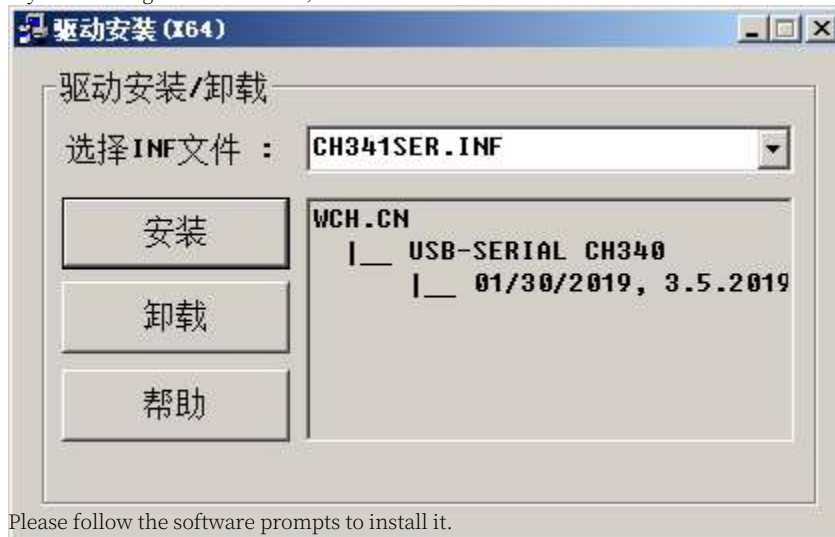 驱动安装(X64)
驱动安装/卸载
选择INF文件 : CH341SER.INF
安装
卸载
帮助
WCH.CN
|__ USB-SERIAL CH340
|__ 01/30/2019, 3.5.2019
Please follow the software prompts to install it.